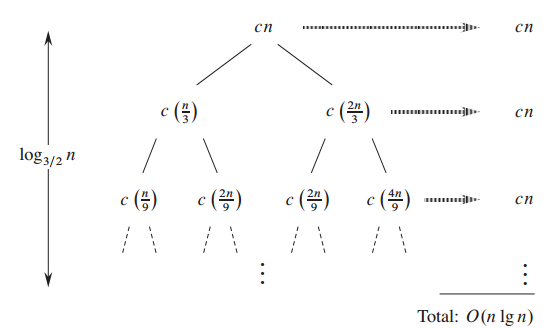 cn cn
c (n/3) c (2n/3) cn
log_{3/2} n
c (n/9) c (2n/9) c (2n/9) c (4n/9) cn
⋮ ⋮
Total: O(n lg n)